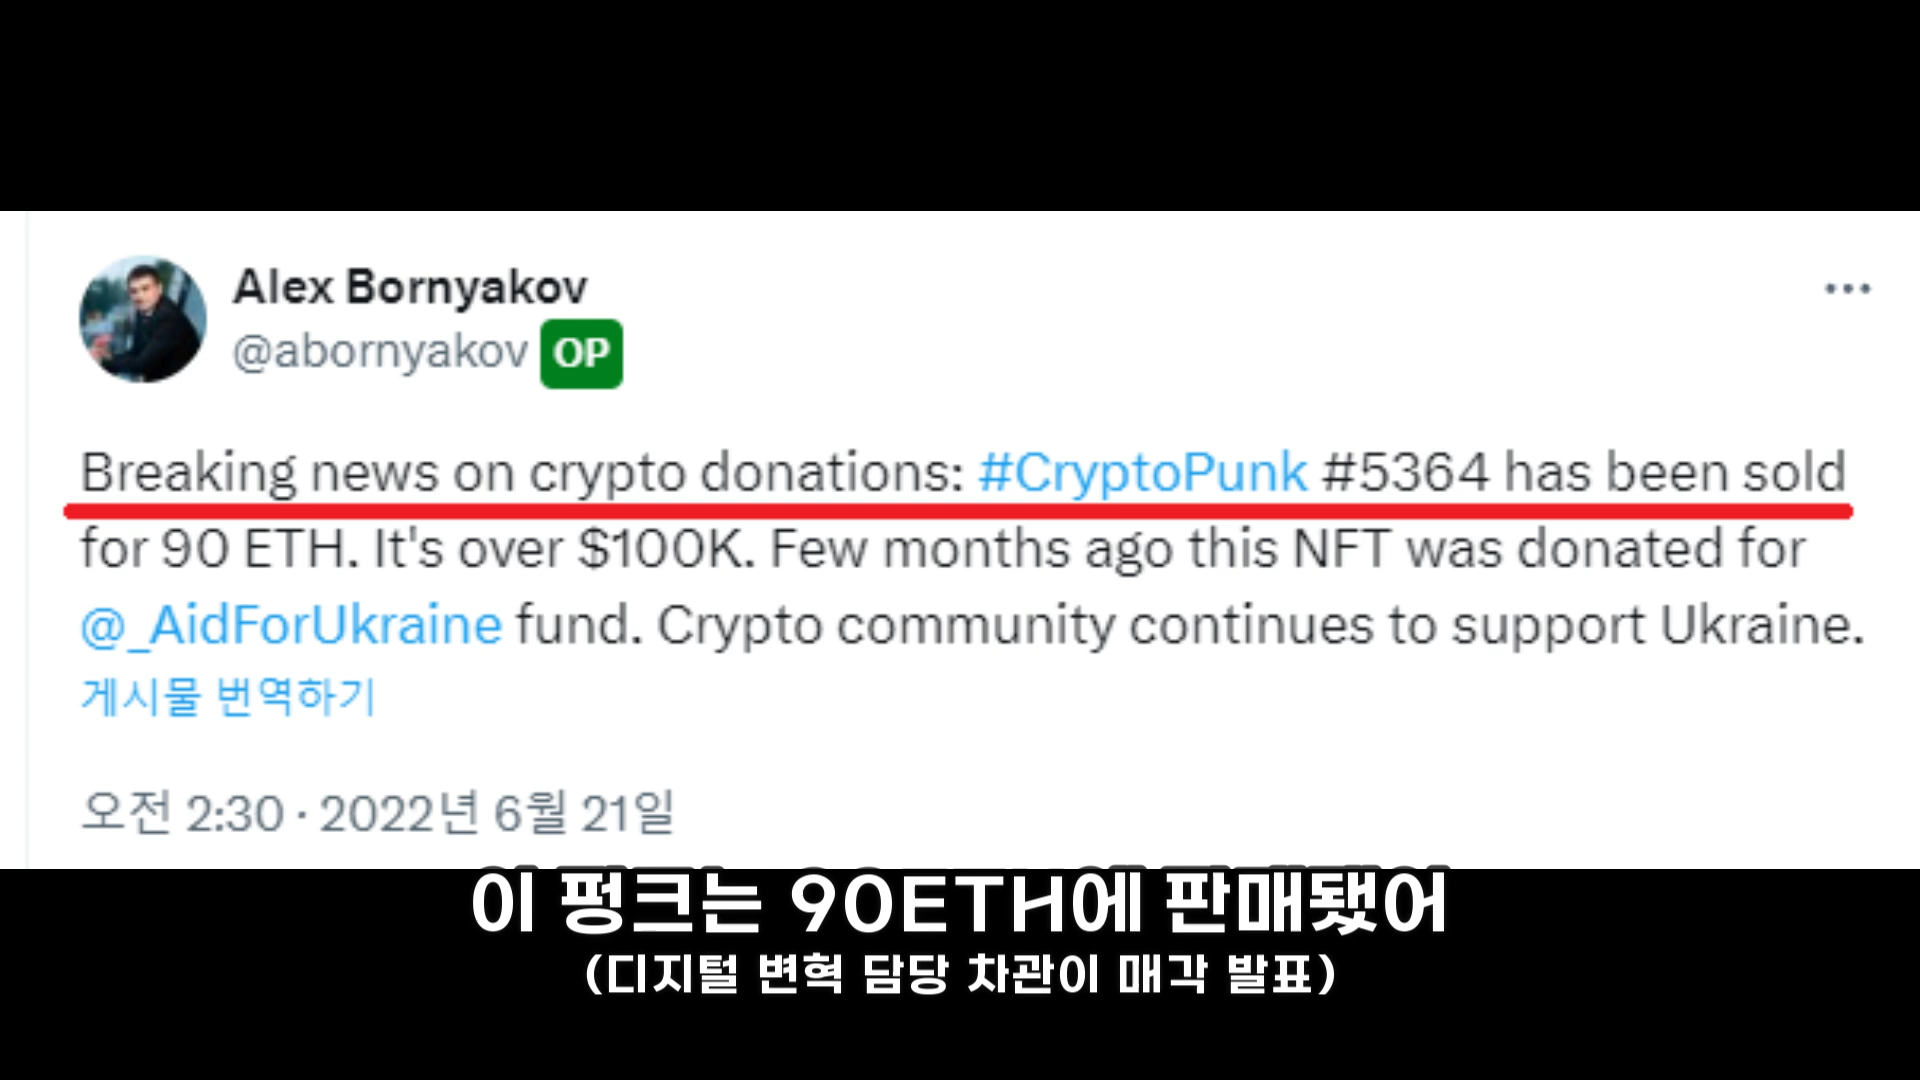 Alex Bornyakov
@abornyakov OP
Breaking news on crypto donations: #CryptoPunk #5364 has been sold
for 90 ETH. It's over $100K. Few months ago this NFT was donated for
@_AidForUkraine fund. Crypto community continues to support Ukraine.
게시물 번역하기
오전 2:30 · 2022년 6월 21일
이 펑크는 90ETH에 판매됐어
(디지털 변혁 담당 차관이 매각 발표)